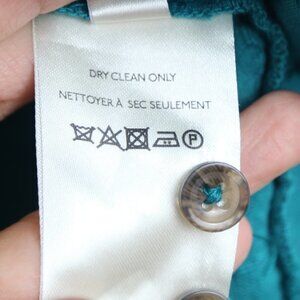 DRY CLEAN ONLY
NETTOYER À SEC SEULEMENT
P